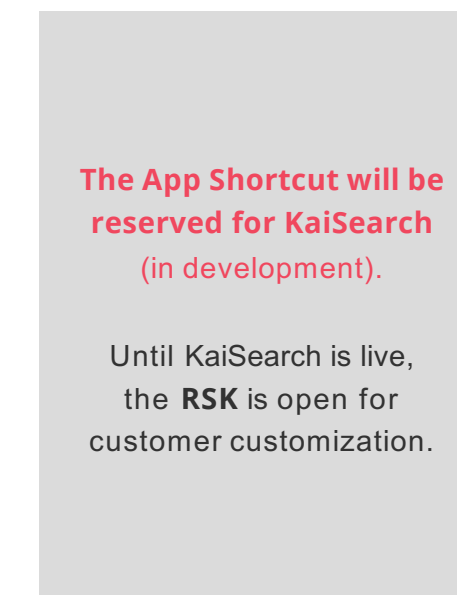 The App Shortcut will be
reserved for KaiSearch
(in development).
Until KaiSearch is live,
the RSK is open for
customer customization.